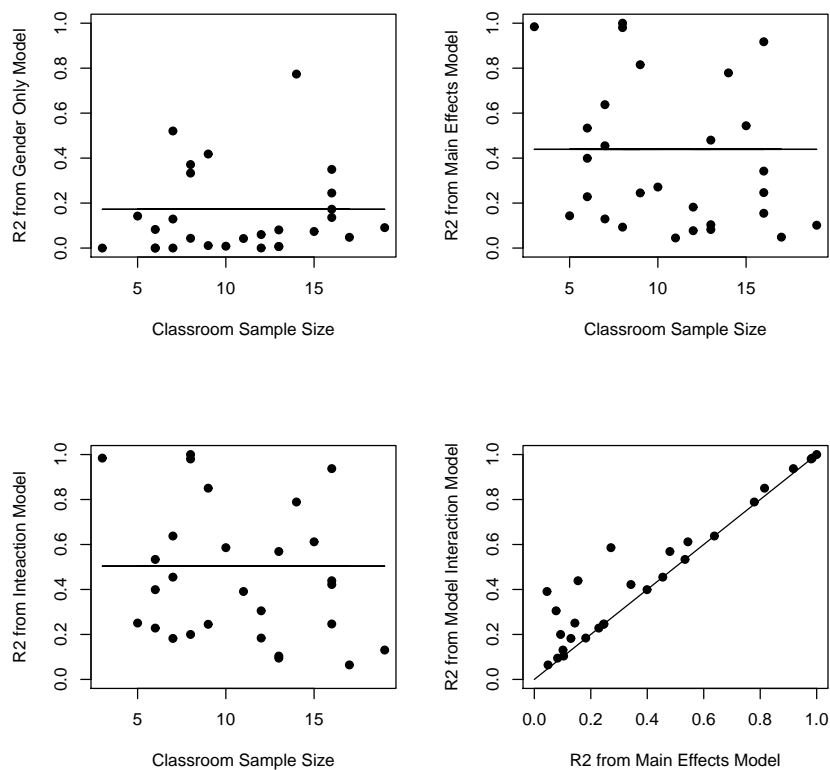 R2 from Gender Only Model
0.0 0.2 0.4 0.6 0.8 1.0
5 10 15
Classroom Sample Size
R2 from Main Effects Model
0.0 0.2 0.4 0.6 0.8 1.0
5 10 15
Classroom Sample Size
R2 from Inteaction Model
0.0 0.2 0.4 0.6 0.8 1.0
5 10 15
Classroom Sample Size
R2 from Model Interaction Model
0.0 0.2 0.4 0.6 0.8 1.0
0.0 0.2 0.4 0.6 0.8 1.0
R2 from Main Effects Model